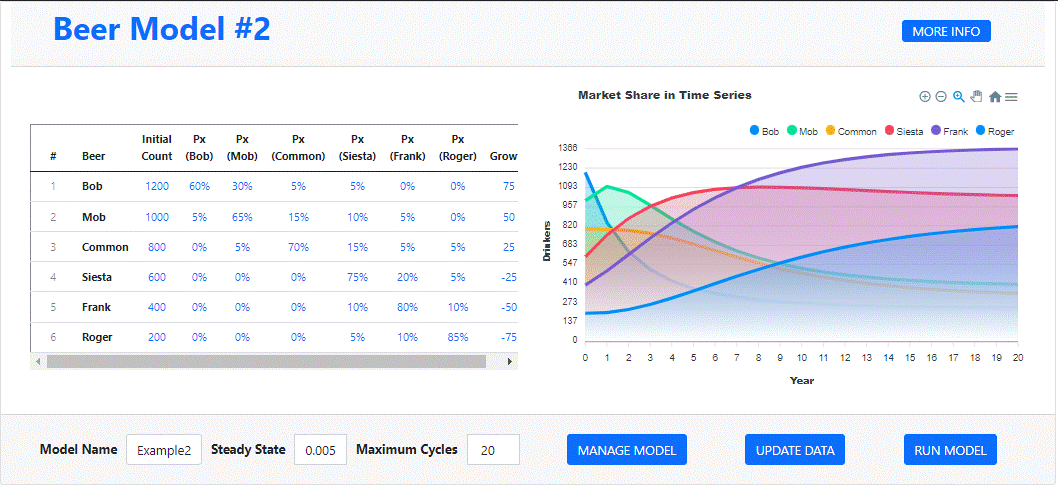 Beer Model #2
MORE INFO
# Beer Initial Count Px (Bob) Px (Mob) Px (Common) Px (Siesta) Px (Frank) Px (Roger) Grow
1 Bob 1200 60% 30% 5% 5% 0% 0% 75
2 Mob 1000 5% 65% 15% 10% 5% 0% 50
3 Common 800 0% 5% 70% 15% 5% 5% 25
4 Siesta 600 0% 0% 0% 75% 20% 5% -25
5 Frank 400 0% 0% 0% 10% 80% 10% -50
6 Roger 200 0% 0% 0% 5% 10% 85% -75
Market Share in Time Series
Bob Mob Common Siesta Frank Roger
1366
1230
1093
957
820
683
547
410
273
137
0
Drinkers
0 1 2 3 4 5 6 7 8 9 10 11 12 13 14 15 16 17 18 19 20
Year
Model Name Example2 Steady State 0.005 Maximum Cycles 20 MANAGE MODEL UPDATE DATA RUN MODEL